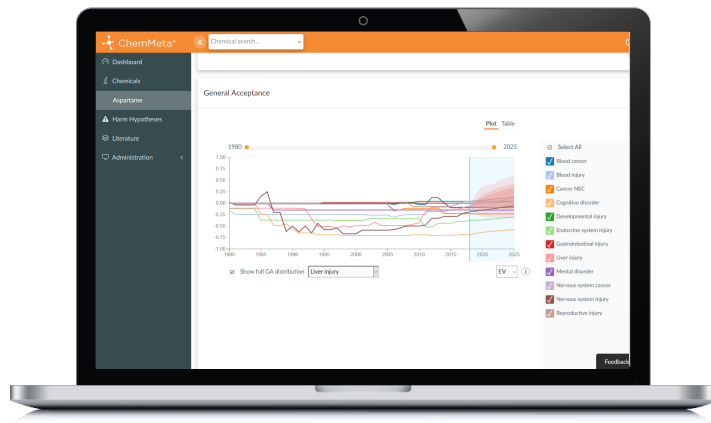 ChemMeta®
Chemical search...
Dashboard
Chemicals
Aspartame
Harm Hypotheses
Literature
Administration
General Acceptance
Plot Table
1980 2025
Select All
1.00
0.75
0.50
0.25
0.00
-0.25
-0.50
-0.75
-1.00
1980 1985 1990 1995 2000 2005 2010 2015 2020 2025
Show full GA distribution Liver injury EV
Blood cancer
Blood injury
Cancer NEC
Cognitive disorder
Developmental injury
Endocrine system injury
Gastrointestinal injury
Liver injury
Mental disorder
Nervous system cancer
Nervous system injury
Reproductive injury
Feedback